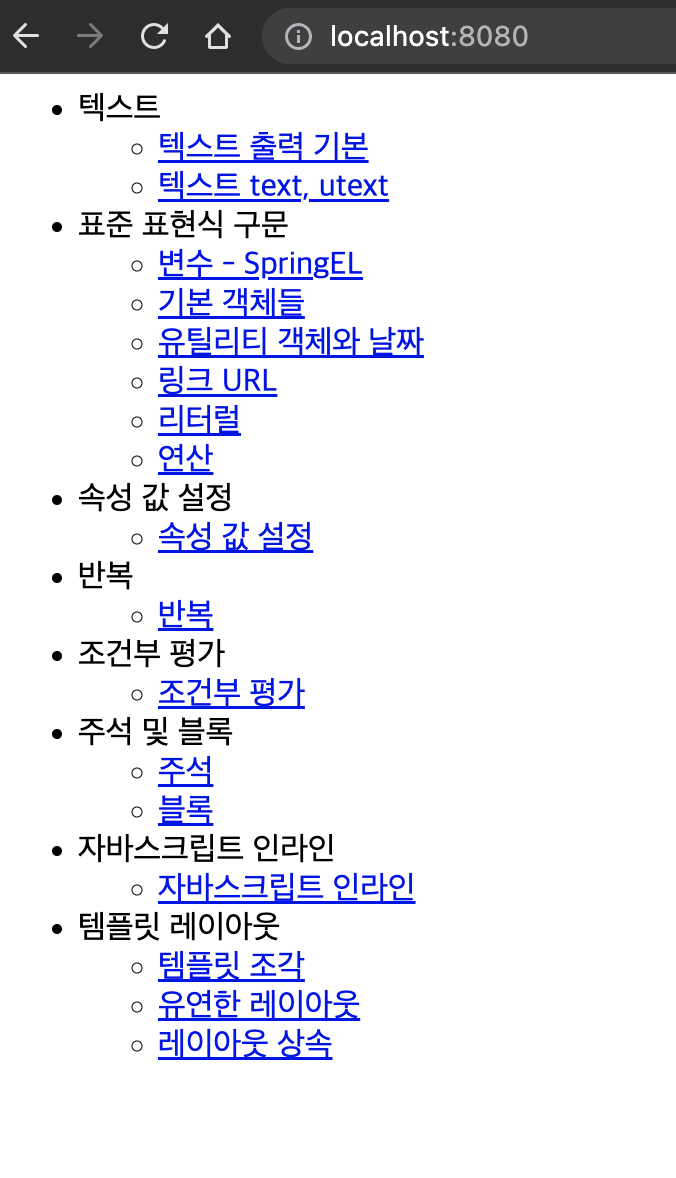 localhost:8080
텍스트
텍스트 출력 기본
텍스트 text, utext
표준 표현식 구문
변수 - SpringEL
기본 객체들
유틸리티 객체와 날짜
링크 URL
리터럴
연산
속성 값 설정
속성 값 설정
반복
반복
조건부 평가
조건부 평가
주석 및 블록
주석
블록
자바스크립트 인라인
자바스크립트 인라인
템플릿 레이아웃
템플릿 조각
유연한 레이아웃
레이아웃 상속